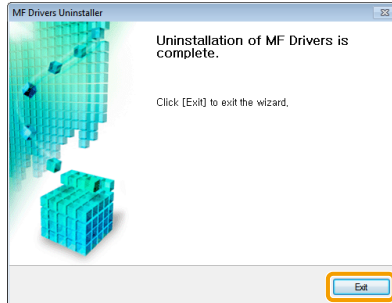 MF Drivers Uninstaller
Uninstallation of MF Drivers is
complete.
Click [Exit] to exit the wizard,
Exit